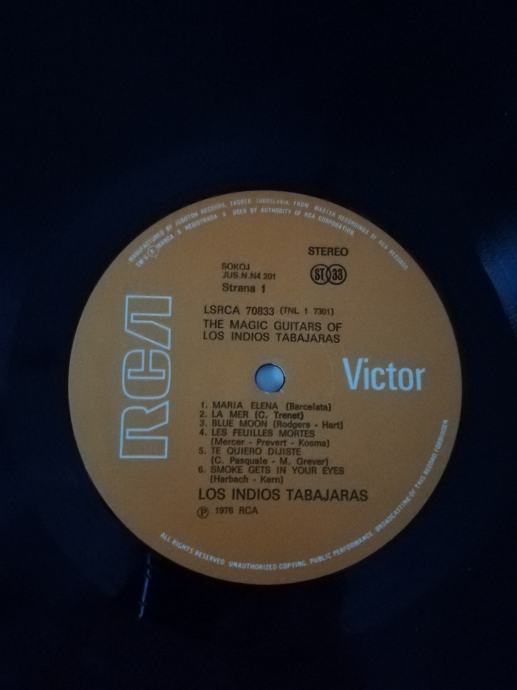 MANUFACTURED BY JUGOTON RECORDS, ZAGREB, JUGOSLAVIA, FROM MASTER RECORDINGS OF RCA RECORDS.
TM'S ® MARCA S REGISTRADA S USED BY AUTHORITY OF RCA CORPORATION
STEREO
SOKOJ
JUS.N.N4 201
ST 33
Strana 1
LSRCA 70833 (TNL 1 7301)
THE MAGIC GUITARS OF
LOS INDIOS TABAJARAS
RCA
Victor
1. MARIA ELENA (Barcelata)
2. LA MER (C. Trenet)
3. BLUE MOON (Rodgers - Hart)
4. LES FEUILLES MORTES
(Mercer - Prevert - Kosma)
5. TE QUIERO DIJISTE
(C. Pasquale - M. Grever)
6. SMOKE GETS IN YOUR EYES
(Harbach - Kern)
LOS INDIOS TABAJARAS
℗ 1976 RCA
ALL RIGHTS RESERVED. UNAUTHORIZED COPYING, PUBLIC PERFORMANCE, BROADCASTING OF THIS RECORD FORBIDDEN